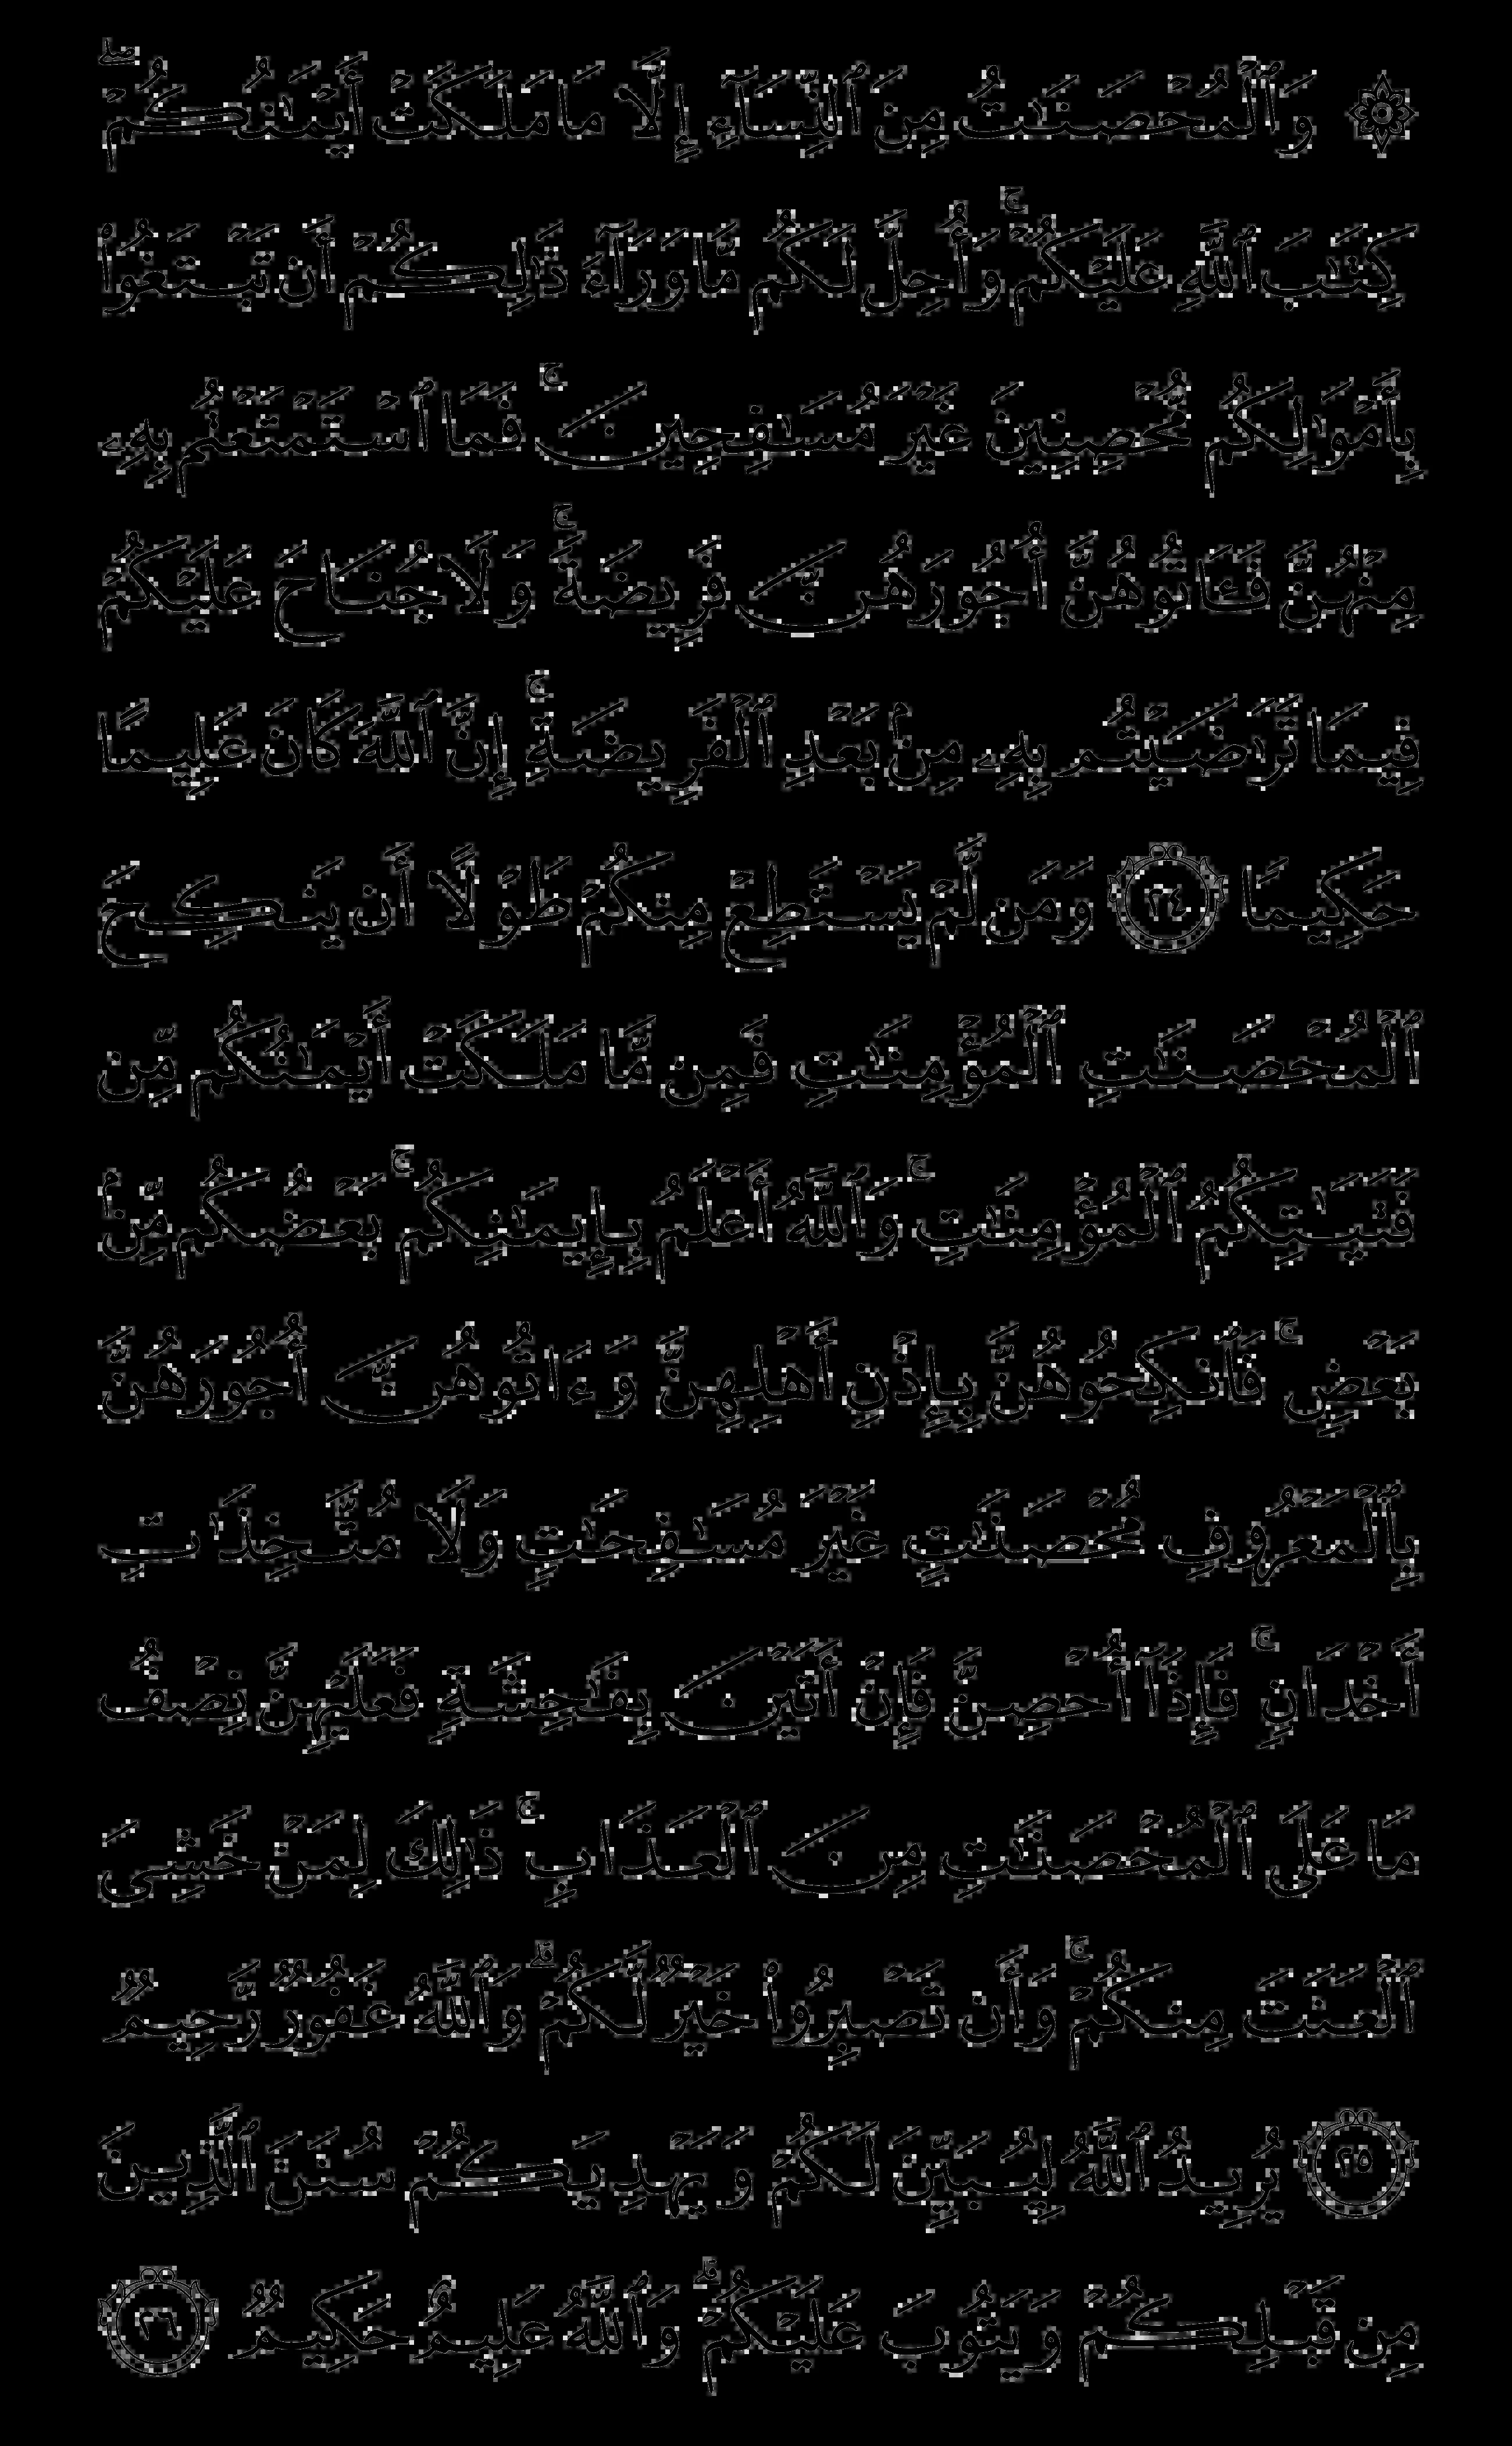 ۞ وَٱلْمُحْصَنَٰتُ مِنَ ٱلنِّسَآءِ إِلَّا مَا مَلَكَتْ أَيْمَٰنُكُمْ ۖ
كِتَٰبَ ٱللَّهِ عَلَيْكُمْ ۚ وَأُحِلَّ لَكُم مَّا وَرَآءَ ذَٰلِكُمْ أَن تَبْتَغُوا۟
بِأَمْوَٰلِكُم مُّحْصِنِينَ غَيْرَ مُسَٰفِحِينَ ۚ فَمَا ٱسْتَمْتَعْتُم بِهِۦ
مِنْهُنَّ فَـَٔاتُوهُنَّ أُجُورَهُنَّ فَرِيضَةً ۚ وَلَا جُنَاحَ عَلَيْكُمْ
فِيمَا تَرَٰضَيْتُم بِهِۦ مِنۢ بَعْدِ ٱلْفَرِيضَةِ ۚ إِنَّ ٱللَّهَ كَانَ عَلِيمًا
حَكِيمًا ٢٤ وَمَن لَّمْ يَسْتَطِعْ مِنكُمْ طَوْلًا أَن يَنكِحَ
ٱلْمُحْصَنَٰتِ ٱلْمُؤْمِنَٰتِ فَمِن مَّا مَلَكَتْ أَيْمَٰنُكُم مِّن
فَتَيَٰتِكُمُ ٱلْمُؤْمِنَٰتِ ۚ وَٱللَّهُ أَعْلَمُ بِإِيمَٰنِكُم ۚ بَعْضُكُم مِّنۢ
بَعْضٍ ۚ فَٱنكِحُوهُنَّ بِإِذْنِ أَهْلِهِنَّ وَءَاتُوهُنَّ أُجُورَهُنَّ
بِٱلْمَعْرُوفِ مُحْصَنَٰتٍ غَيْرَ مُسَٰفِحَٰتٍ وَلَا مُتَّخِذَٰتِ
أَخْدَانٍ ۚ فَإِذَآ أُحْصِنَّ فَإِنْ أَتَيْنَ بِفَٰحِشَةٍ فَعَلَيْهِنَّ نِصْفُ
مَا عَلَى ٱلْمُحْصَنَٰتِ مِنَ ٱلْعَذَابِ ۚ ذَٰلِكَ لِمَنْ خَشِىَ
ٱلْعَنَتَ مِنكُمْ ۚ وَأَن تَصْبِرُوا۟ خَيْرٌ لَّكُمْ ۗ وَٱللَّهُ غَفُورٌ رَّحِيمٌ
٢٥ يُرِيدُ ٱللَّهُ لِيُبَيِّنَ لَكُمْ وَيَهْدِيَكُمْ سُنَنَ ٱلَّذِينَ
مِن قَبْلِكُمْ وَيَتُوبَ عَلَيْكُمْ ۗ وَٱللَّهُ عَلِيمٌ حَكِيمٌ ٢٦